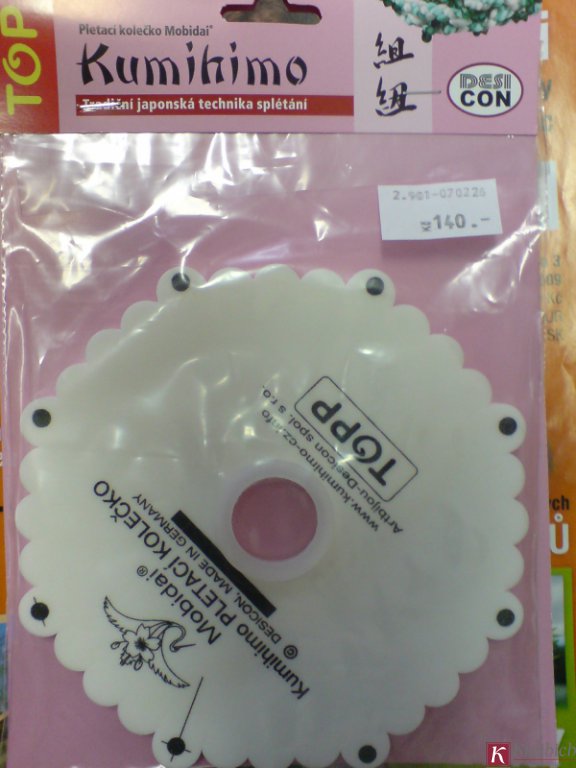 TOP
Pletací kolečko Mobidai®
Kumihimo
Tradiční japonská technika splétání
組
紐
DESI
CON
2.901-070226
Kč 140.-
TOPP
www.kumihimo-cz.info
Artbijou-Desicon spol. s r.o.
Mobidai®
Kumihimo PLETACÍ KOLEČKO
© DESICON, MADE IN GERMANY
K